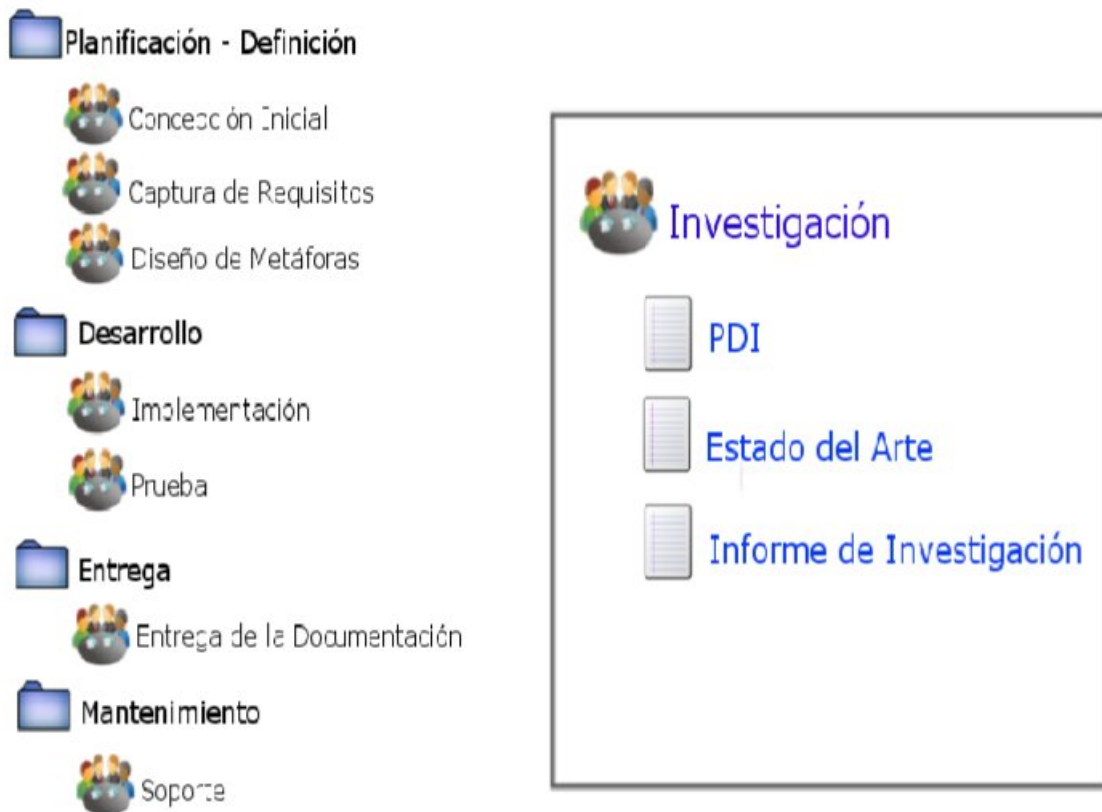 Planificación - Definición
Concepción Inicial
Captura de Requisitos
Diseño de Metáforas
Desarrollo
Implementación
Prueba
Entrega
Entrega de la Documentación
Mantenimiento
Soporte
Investigación
PDI
Estado del Arte
Informe de Investigación